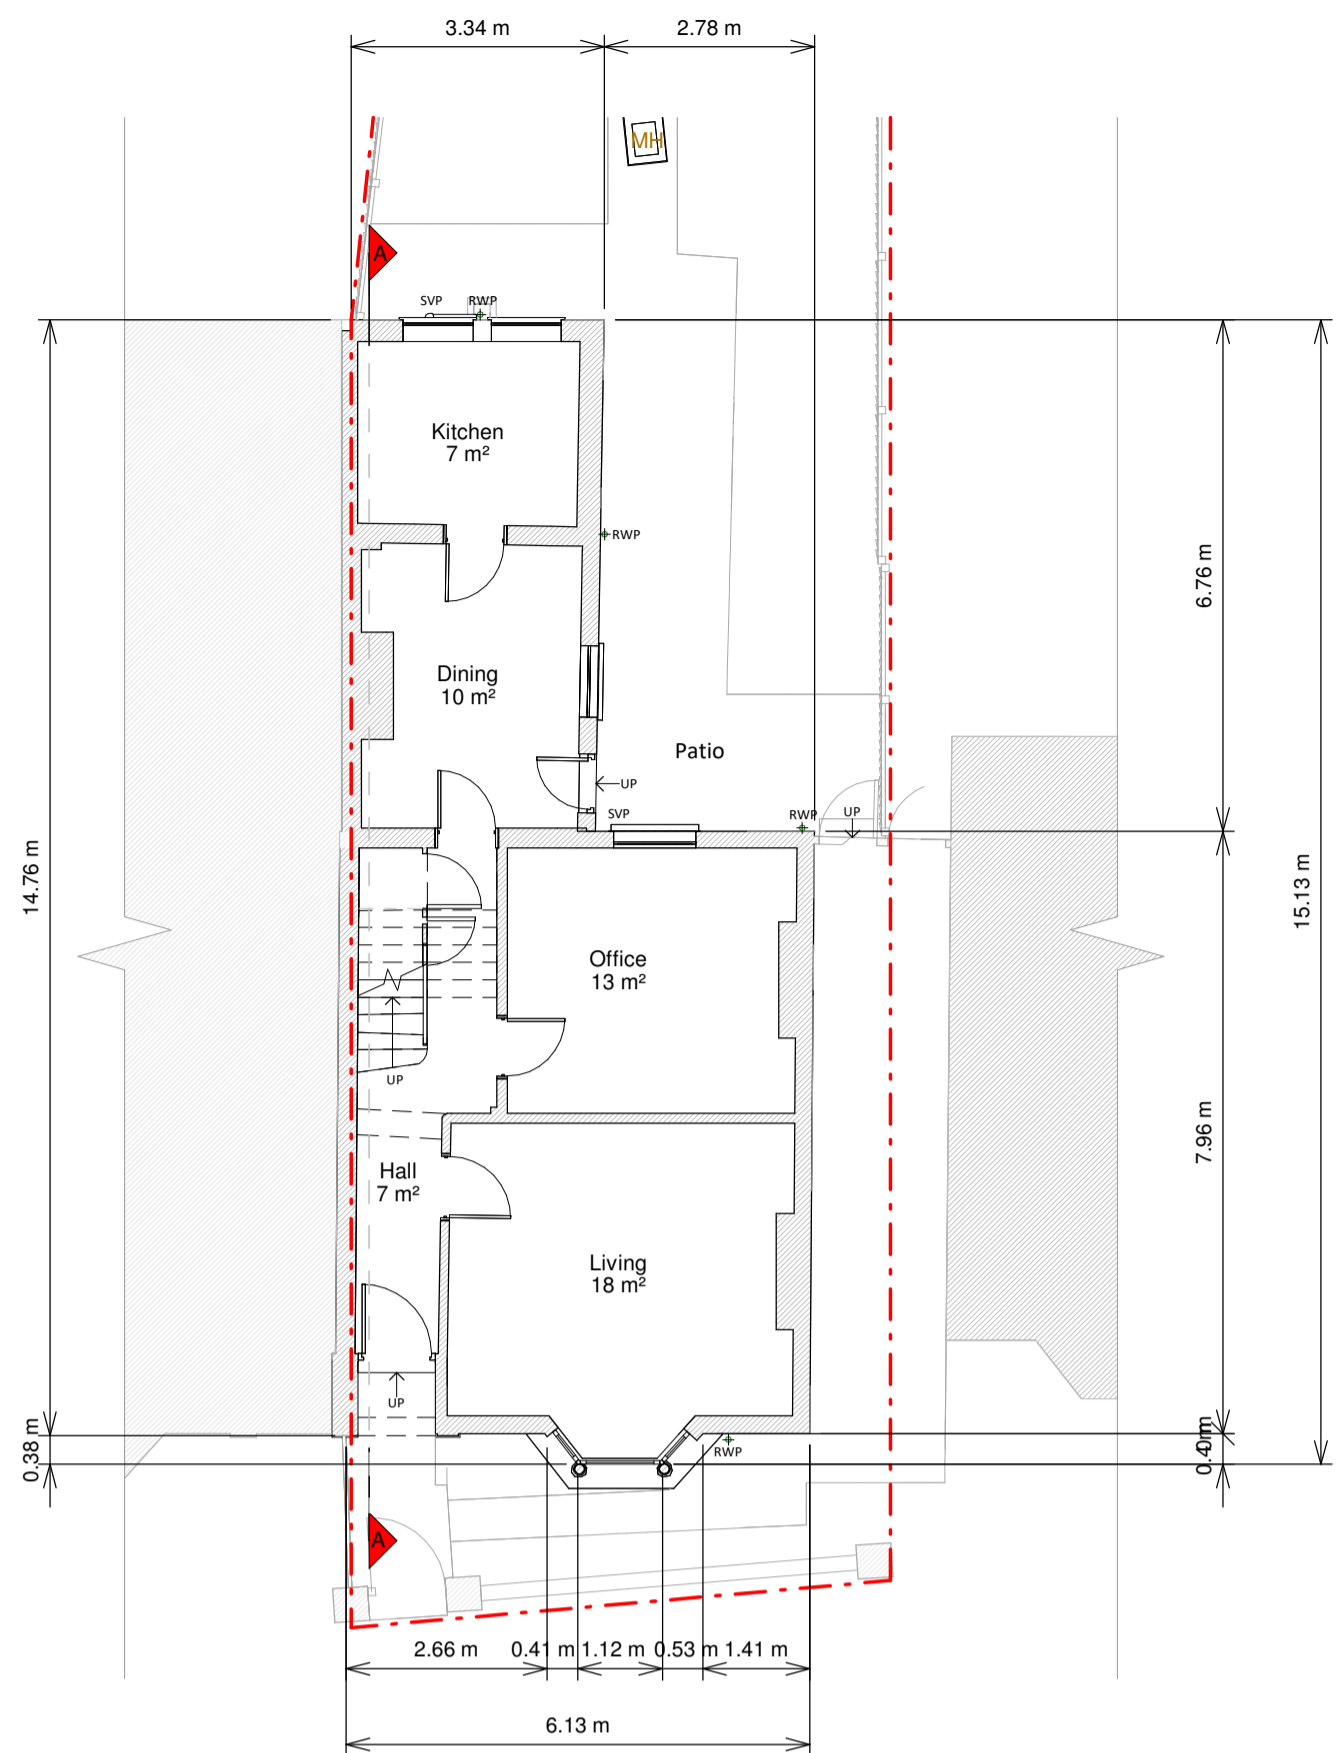 3.34 m
2.78 m
MH
A
SVP
RWP
Kitchen
7 m²
RWP
6.76 m
Dining
10 m²
Patio
UP
SVP
RWP
UP
14.76 m
15.13 m
Office
13 m²
UP
7.96 m
Hall
7 m²
Living
18 m²
UP
0.38 m
RWP
A
2.66 m
0.41 m
1.12 m
0.53 m
1.41 m
6.13 m